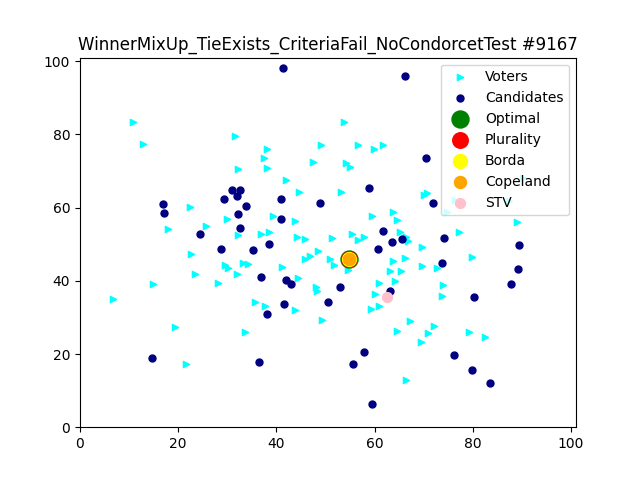 WinnerMixUp_TieExists_CriteriaFail_NoCondorcetTest #9167
100
80
60
40
20
0
0
20
40
60
80
100
Voters
Candidates
Optimal
Plurality
Borda
Copeland
STV